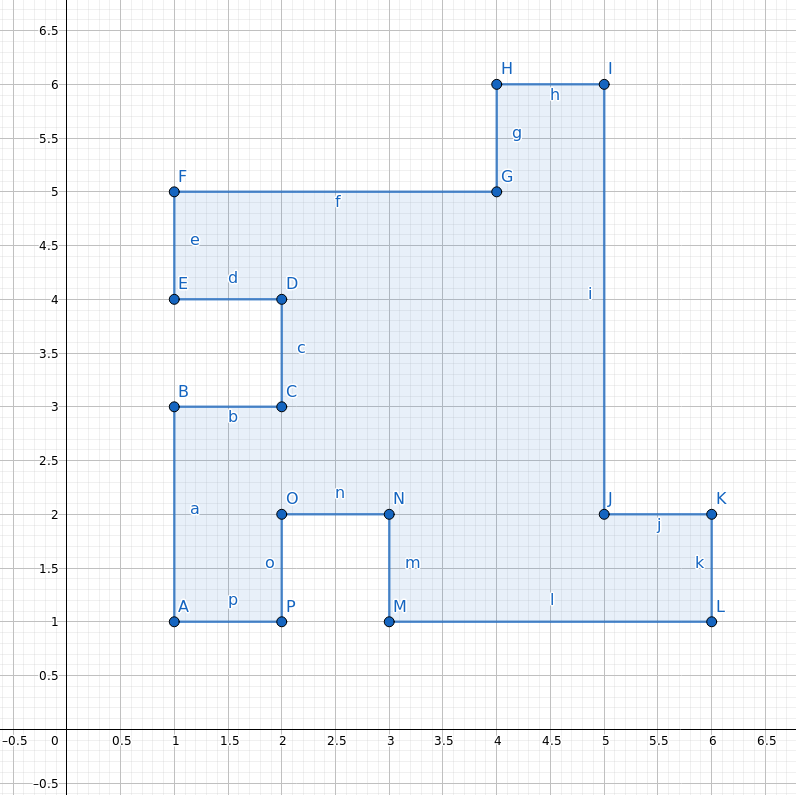 6.5
H I
6
h
g
5.5
F G
5
f
e
4.5
d
E D
4
i
c
3.5
B C
3
b
2.5
n
O N J K
a
2
j
o m k
1.5
p l
A P M L
1
0.5
–0.5 0 0.5 1 1.5 2 2.5 3 3.5 4 4.5 5 5.5 6 6.5
–0.5